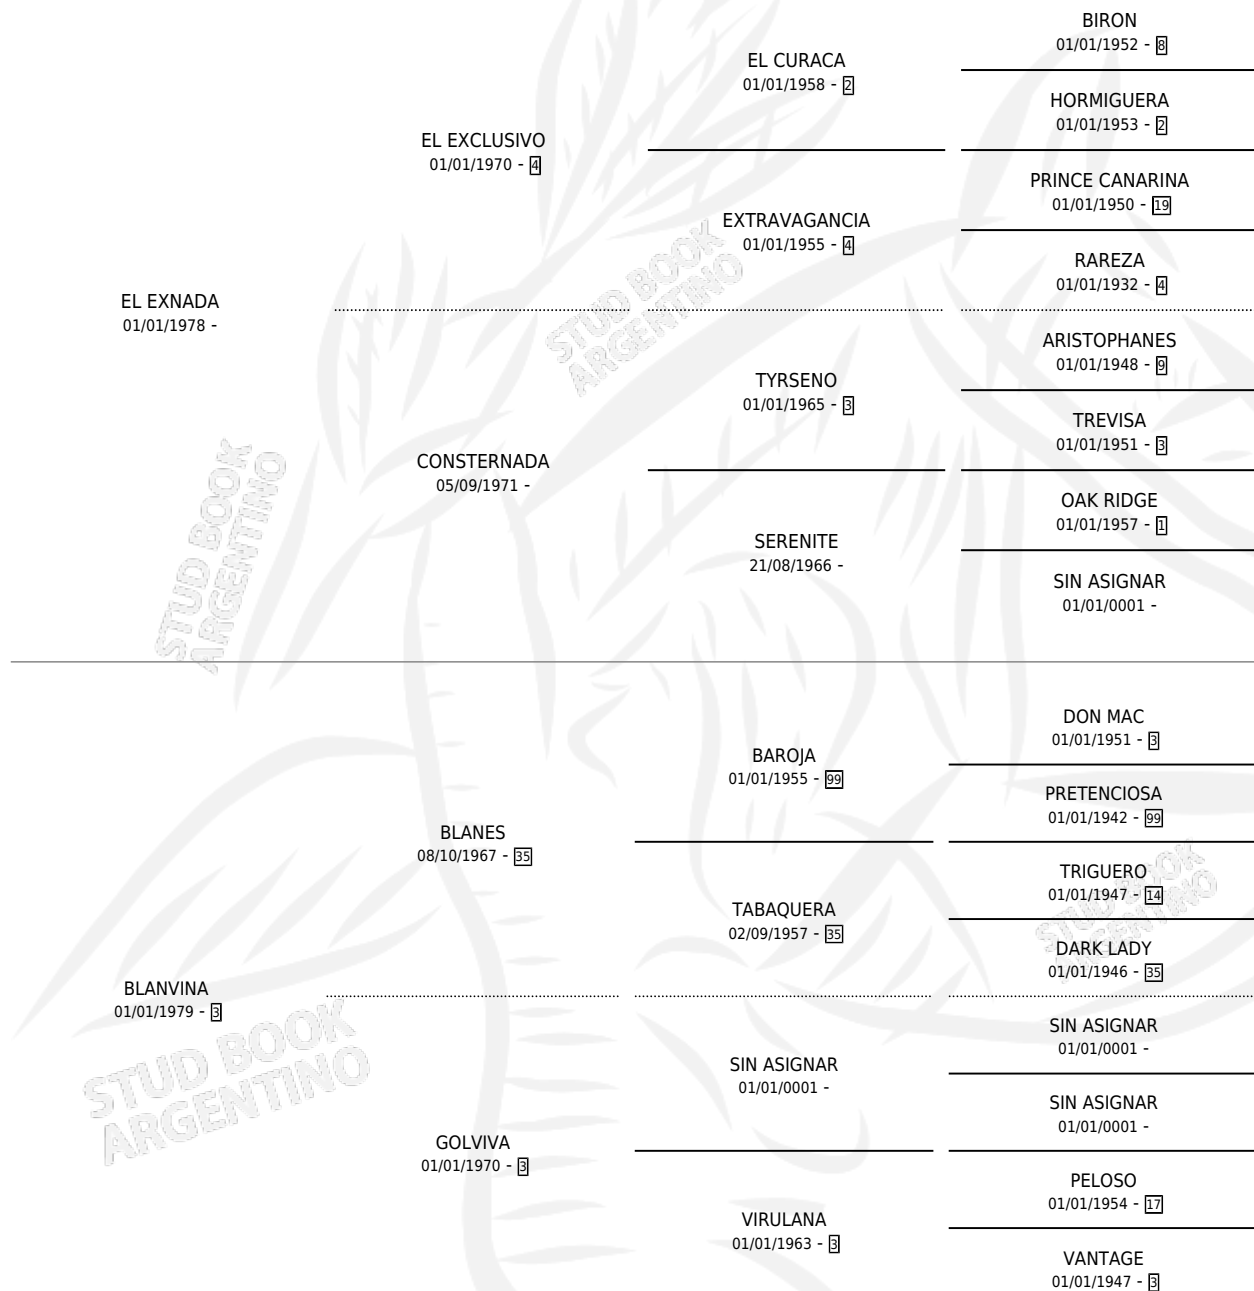 BIRON
01/01/1952 - 8
EL CURACA
01/01/1958 - 2
HORMIGUERA
01/01/1953 - 2
EL EXCLUSIVO
01/01/1970 - 4
PRINCE CANARINA
01/01/1950 - 19
EXTRAVAGANCIA
01/01/1955 - 4
RAREZA
01/01/1932 - 4
EL EXNADA
01/01/1978 -
ARISTOPHANES
01/01/1948 - 9
TYRSENO
01/01/1965 - 3
TREVISA
01/01/1951 - 3
CONSTERNADA
05/09/1971 -
OAK RIDGE
01/01/1957 - 1
SERENITE
21/08/1966 -
SIN ASIGNAR
01/01/0001 -
STUD BOOK
ARGENTINO
STUD BOOK
ARGENTINO
DON MAC
01/01/1951 - 3
BAROJA
01/01/1955 - 99
PRETENCIOSA
01/01/1942 - 99
BLANES
08/10/1967 - 35
TRIGUERO
01/01/1947 - 14
TABAQUERA
02/09/1957 - 35
DARK LADY
01/01/1946 - 35
BLANVINA
01/01/1979 - 3
SIN ASIGNAR
01/01/0001 -
SIN ASIGNAR
01/01/0001 -
SIN ASIGNAR
01/01/0001 -
GOLVIVA
01/01/1970 - 3
PELOSO
01/01/1954 - 17
VIRULANA
01/01/1963 - 3
VANTAGE
01/01/1947 - 3
STUD BOOK
ARGENTINO
STUD BOOK
ARGENTINO